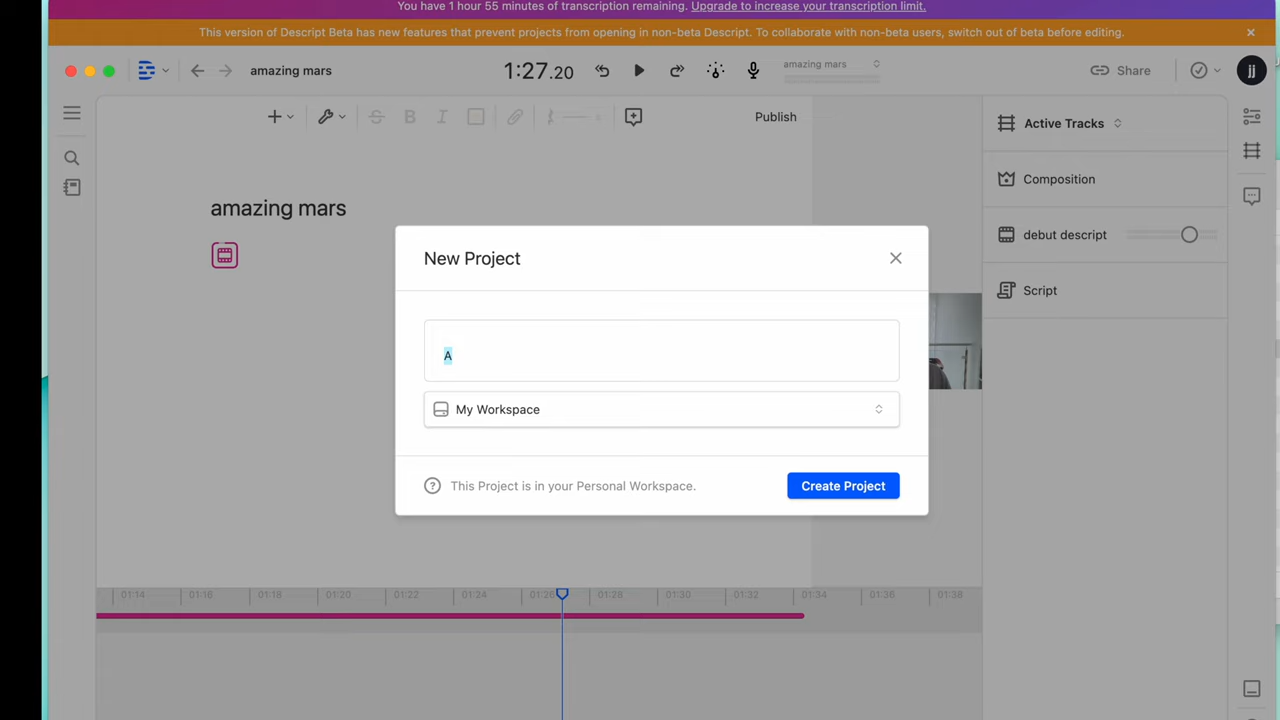 You have 1 hour 55 minutes of transcription remaining. Upgrade to increase your transcription limit.
This version of Descript Beta has new features that prevent projects from opening in non-beta Descript. To collaborate with non-beta users, switch out of beta before editing.
amazing mars
1:27.20
amazing mars
Share
jj
Publish
Active Tracks
amazing mars
Composition
debut descript
Script
New Project
A
My Workspace
This Project is in your Personal Workspace.
Create Project
01:14 01:16 01:18 01:20 01:22 01:24 01:26 01:28 01:30 01:32 01:34 01:36 01:38